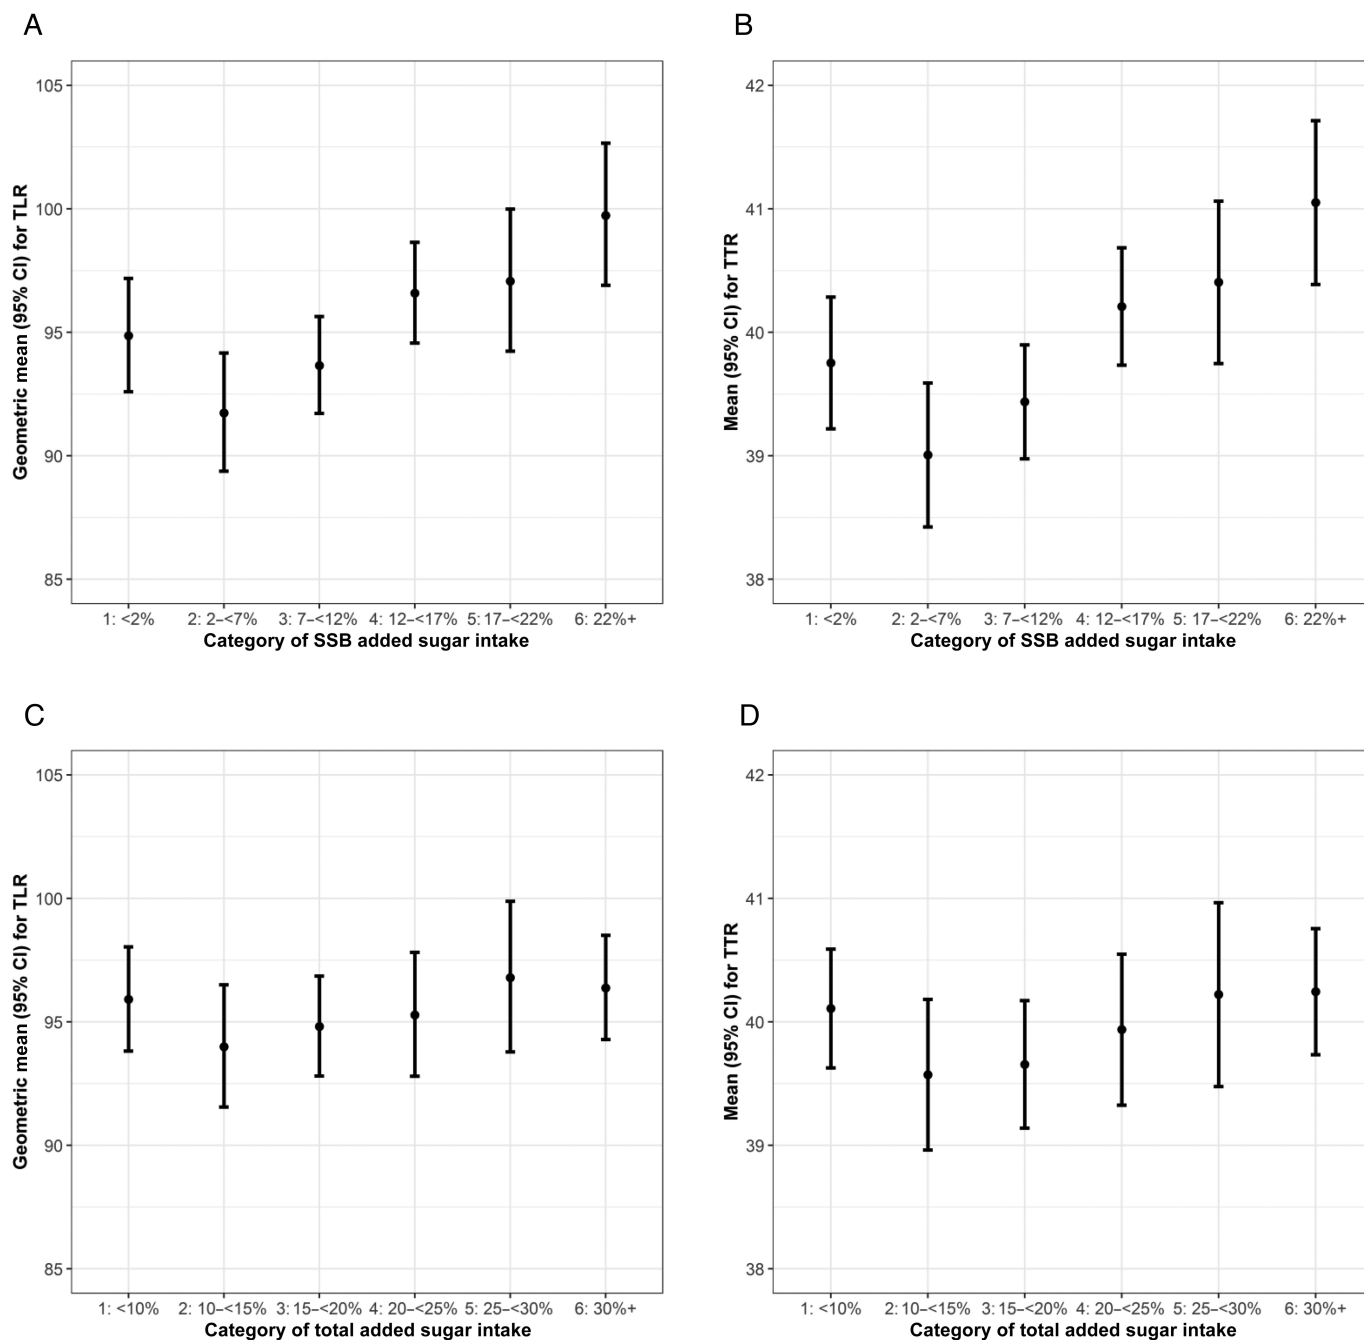 A
Geometric mean (95% CI) for TLR
105
100
95
90
85
1: <2% 2: 2–<7% 3: 7–<12% 4: 12–<17% 5: 17–<22% 6: 22%+
Category of SSB added sugar intake
B
Mean (95% CI) for TTR
42
41
40
39
38
1: <2% 2: 2–<7% 3: 7–<12% 4: 12–<17% 5: 17–<22% 6: 22%+
Category of SSB added sugar intake
C
Geometric mean (95% CI) for TLR
105
100
95
90
85
1: <10% 2: 10–<15% 3:15–<20% 4: 20–<25% 5: 25–<30% 6: 30%+
Category of total added sugar intake
D
Mean (95% CI) for TTR
42
41
40
39
38
1: <10% 2: 10–<15% 3:15–<20% 4: 20–<25% 5: 25–<30% 6: 30%+
Category of total added sugar intake